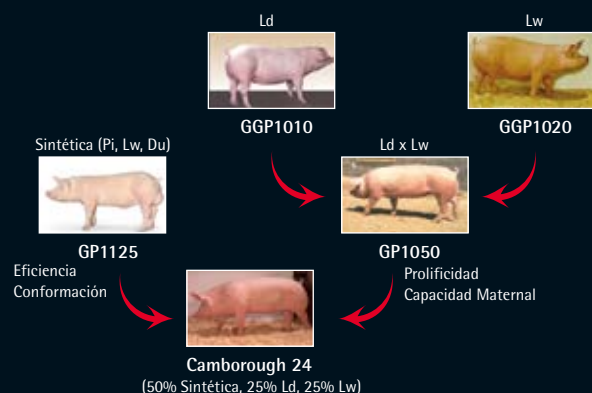 Ld
Lw
GGP1010
GGP1020
Sintética (Pi, Lw, Du)
Ld x Lw
GP1125
GP1050
Eficiencia
Conformación
Prolificidad
Capacidad Maternal
Camborough 24
(50% Sintética, 25% Ld, 25% Lw)